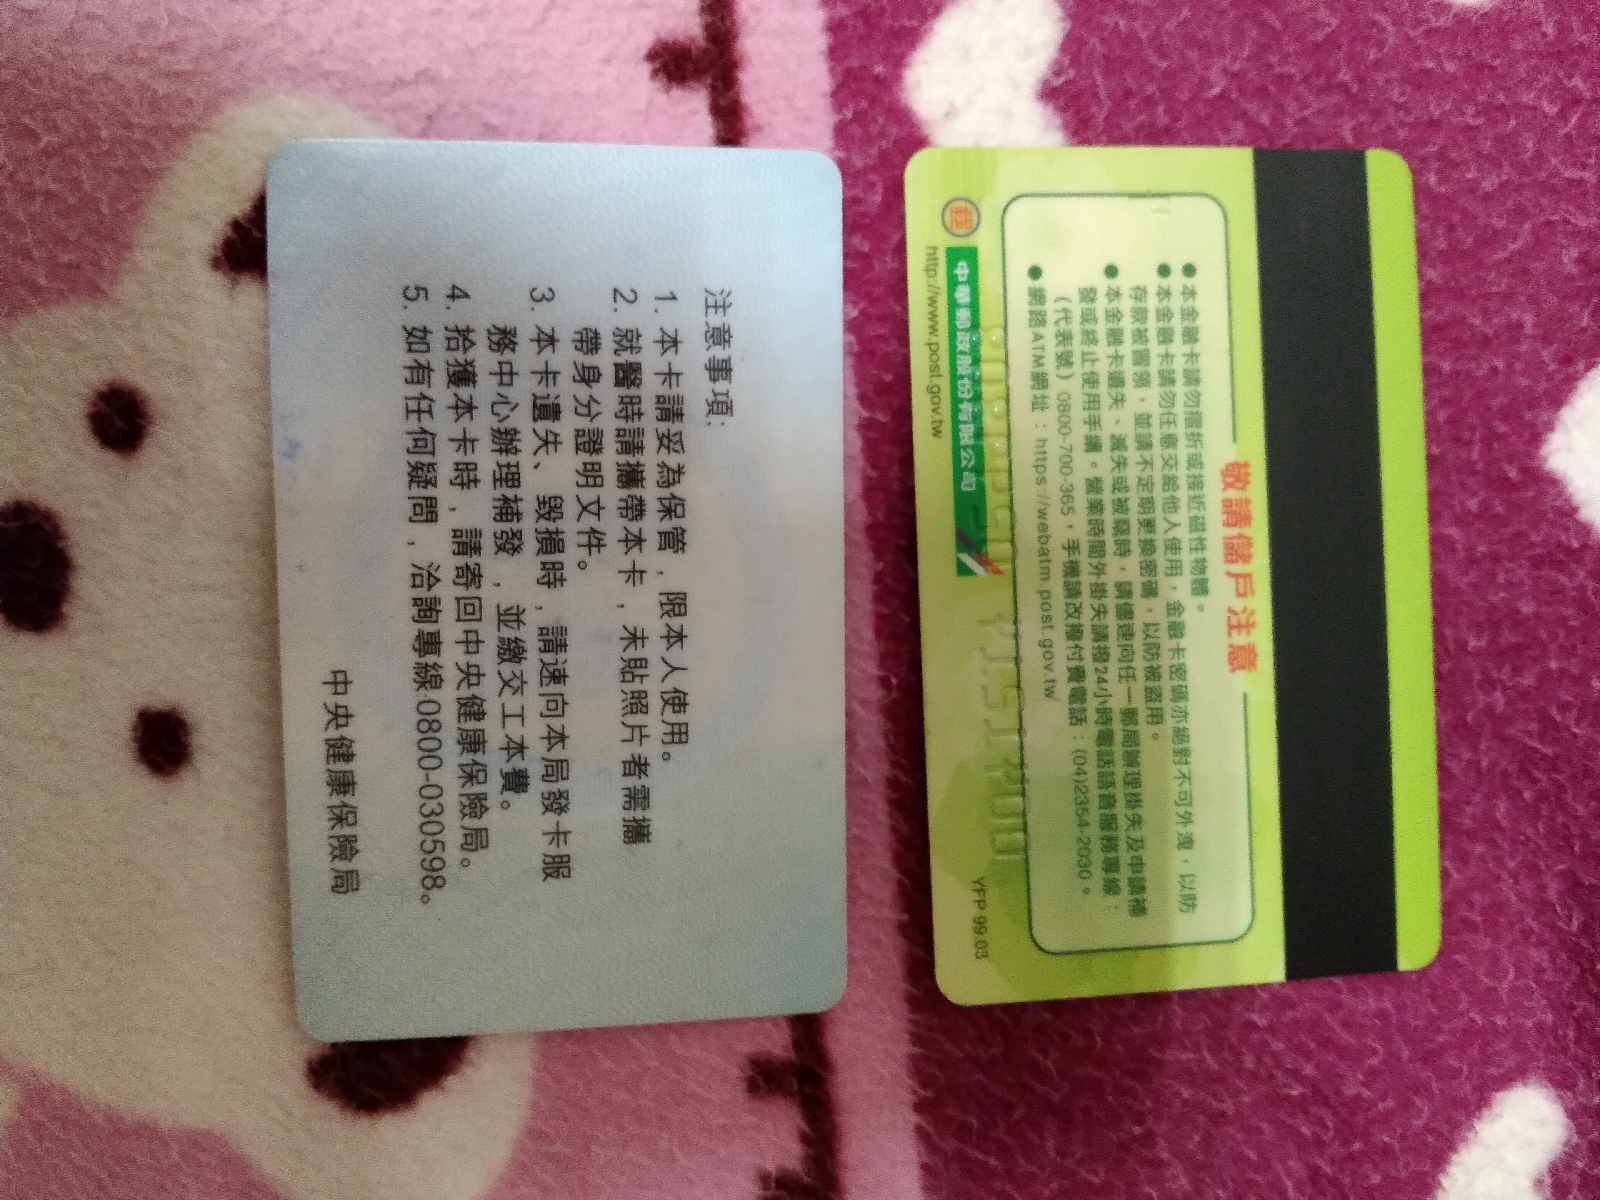 注意事項:
1. 本卡請妥為保管，限本人使用。
2. 就醫時請攜帶本卡，未貼照片者需攜
帶身分證明文件。
3. 本卡遺失、毀損時，請速向本局發卡服
務中心辦理補發，並繳交工本費。
4. 拾獲本卡時，請寄回中央健康保險局。
5. 如有任何疑問，洽詢專線0800-030598。
中央健康保險局
敬請儲戶注意
●本金融卡請勿摺折或接近磁性物體。
●本金融卡請勿任意交給他人使用，金融卡密碼亦絕對不可外洩，以防
存款被冒領，並請不定期更換密碼，以防被盜用。
●本金融卡遺失、滅失或被竊時，請儘速向任一郵局辦理掛失及申請補
發或終止使用手續。營業時間外掛失請撥24小時電話語音服務專線：
（代表號）0800-700-365，手機請改撥付費電話：(04)2354-2030。
●網路ATM網址：https://webatm.post.gov.tw
中華郵政股份有限公司
http://www.post.gov.tw
YFP 99.03